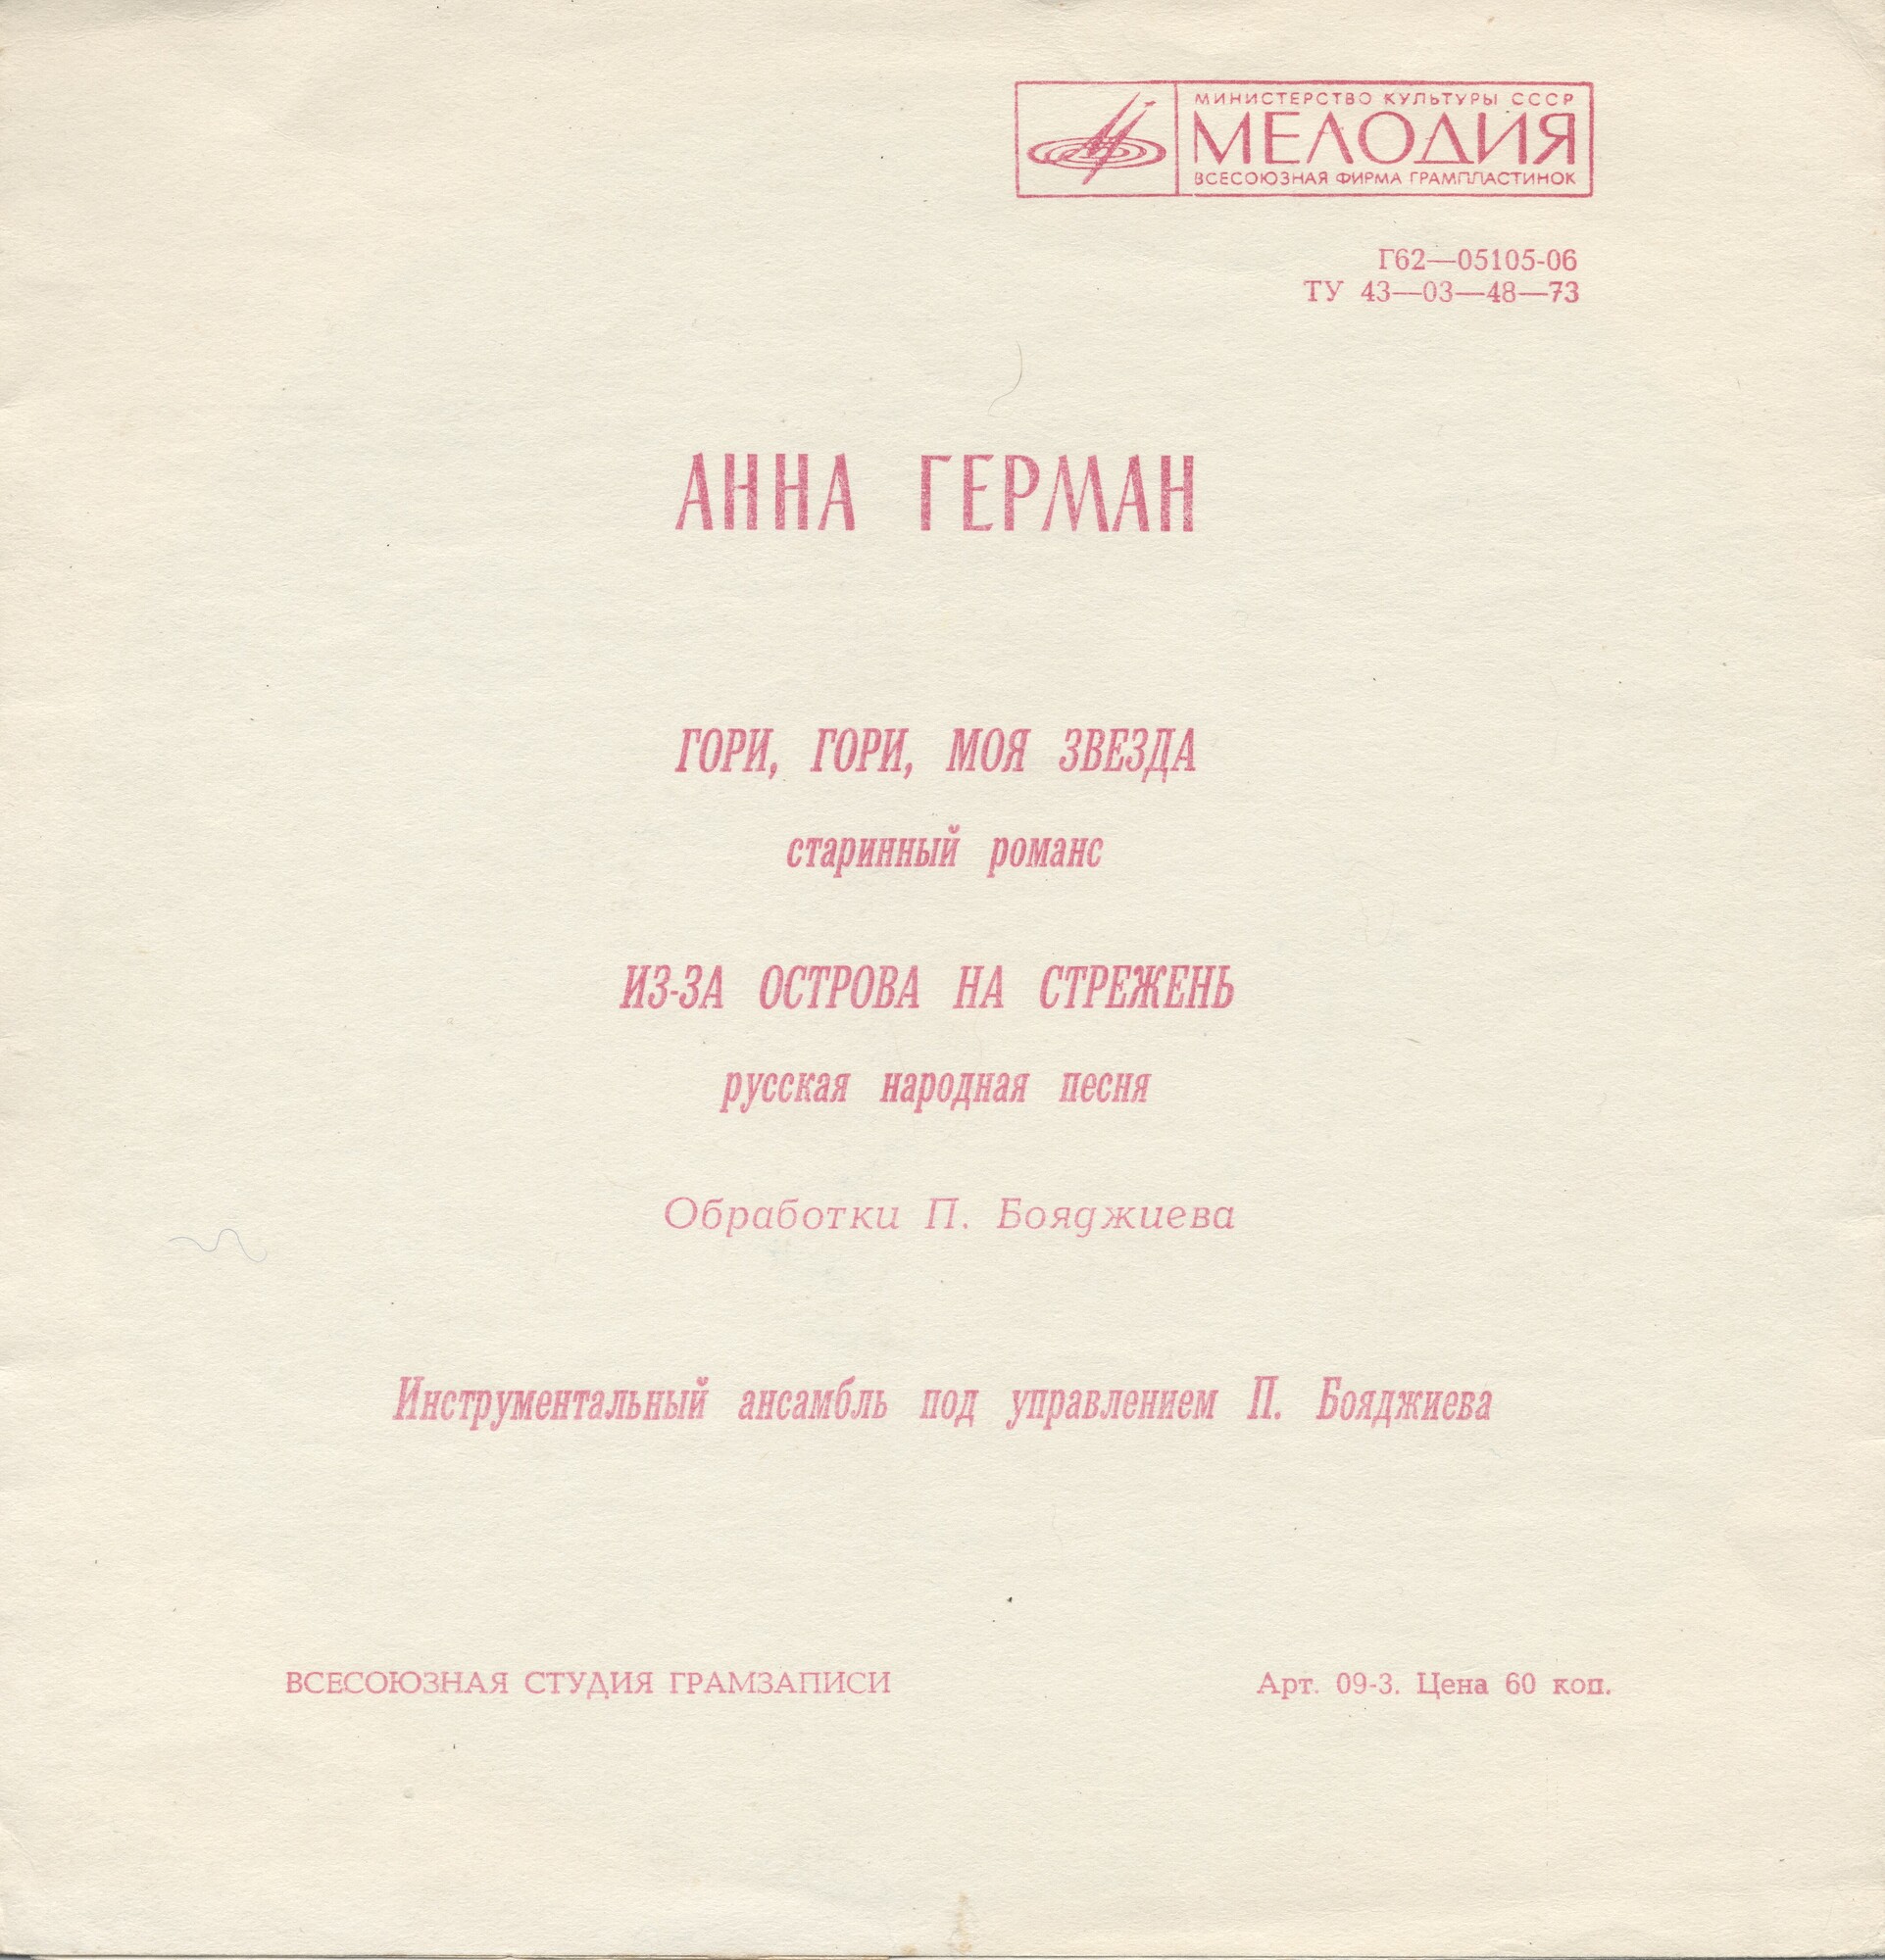 МИНИСТЕРСТВО КУЛЬТУРЫ СССР
МЕЛОДИЯ
ВСЕСОЮЗНАЯ ФИРМА ГРАМПЛАСТИНОК
Г62—05105-06
ТУ 43—03—48—73
АННА ГЕРМАН
ГОРИ, ГОРИ, МОЯ ЗВЕЗДА
старинный романс
ИЗ-ЗА ОСТРОВА НА СТРЕЖЕНЬ
русская народная песня
Обработки П. Бояджиева
Инструментальный ансамбль под управлением П. Бояджиева
ВСЕСОЮЗНАЯ СТУДИЯ ГРАМЗАПИСИ
Арт. 09-3. Цена 60 коп.